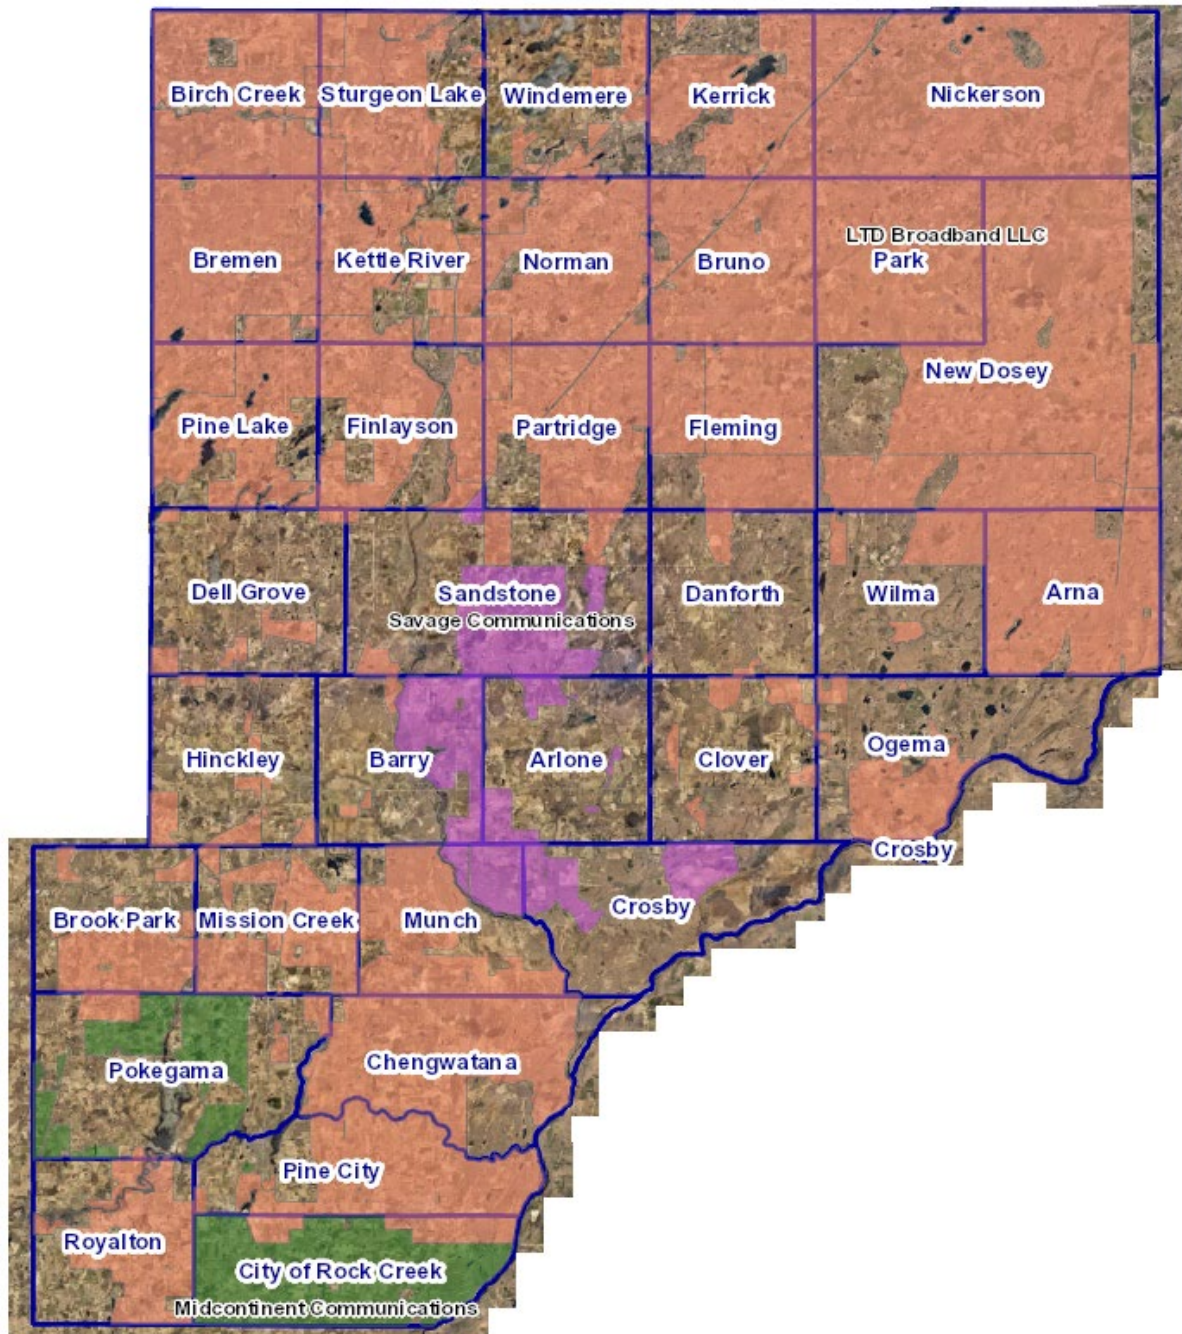 Birch Creek
Sturgeon Lake
Windemere
Kerrick
Nickerson
LTD Broadband LLC
Bremen
Kettle River
Norman
Bruno
Park
New Dosey
Pine Lake
Finlayson
Partridge
Fleming
Dell Grove
Sandstone
Danforth
Wilma
Arna
Savage Communications
Hinckley
Barry
Arlone
Clover
Ogema
Crosby
Brook Park
Mission Creek
Munch
Crosby
Pokegama
Chengwatana
Pine City
Royalton
City of Rock Creek
Midcontinent Communications